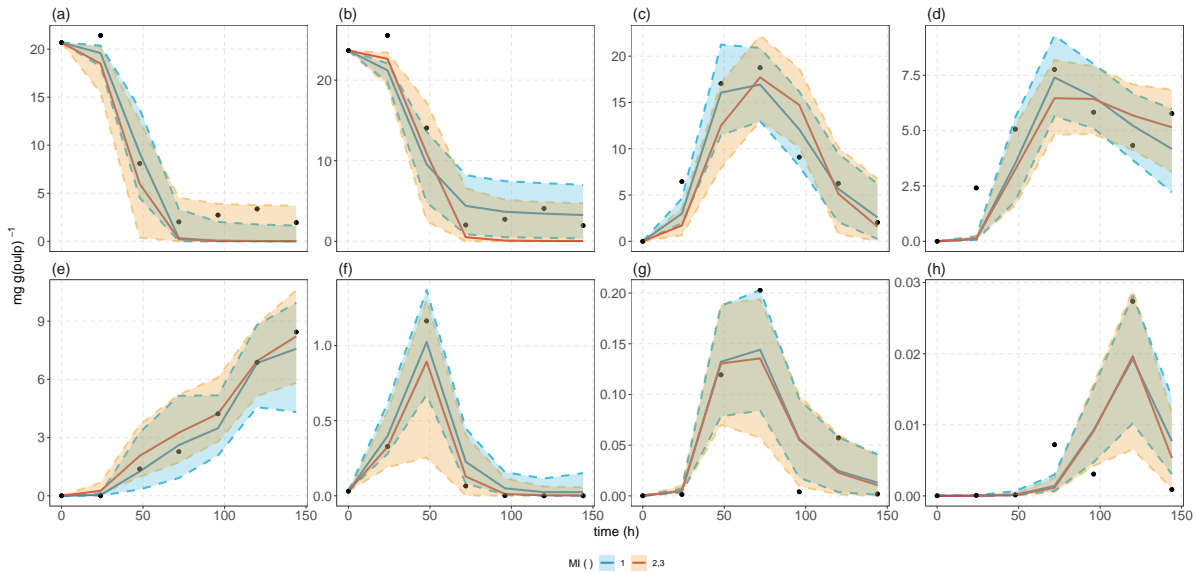 (a) (b) (c) (d)
20 15 10 5 0
20 10 0
20 15 10 5 0
7.5 5.0 2.5 0.0
mg g(pulp) −1
(e) (f) (g) (h)
9 6 3 0
1.0 0.5 0.0
0.20 0.15 0.10 0.05 0.00
0.03 0.02 0.01 0.00
0 50 100 150 0 50 100 150 0 50 100 150 0 50 100 150
time (h)
MI ( ) 1 2,3